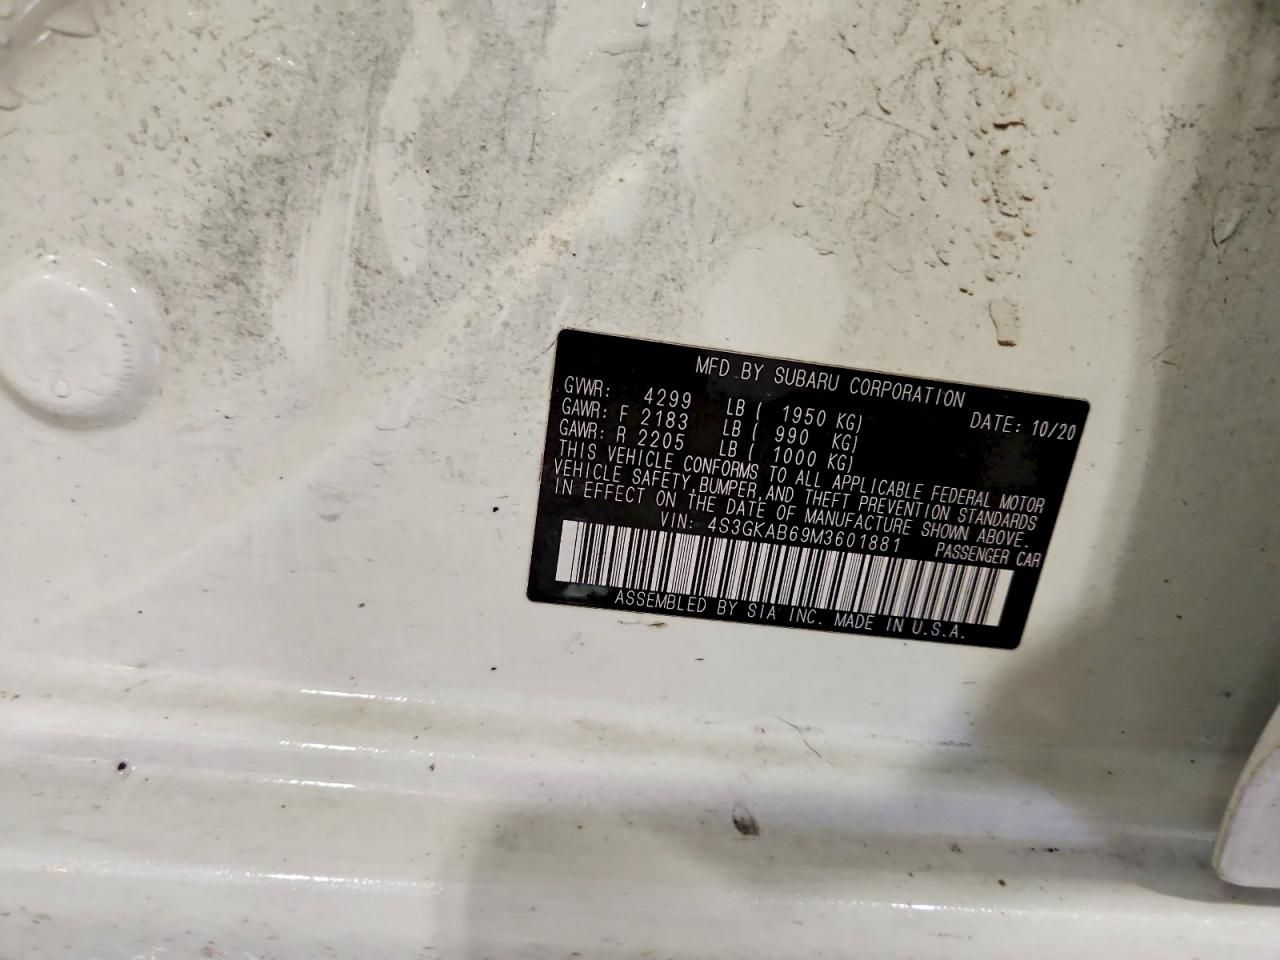 MFD BY SUBARU CORPORATION
GVWR: 4299 LB ( 1950 KG) DATE: 10/20
GAWR: F 2183 LB ( 990 KG)
GAWR: R 2205 LB ( 1000 KG)
THIS VEHICLE CONFORMS TO ALL APPLICABLE FEDERAL MOTOR
VEHICLE SAFETY, BUMPER, AND THEFT PREVENTION STANDARDS
IN EFFECT ON THE DATE OF MANUFACTURE SHOWN ABOVE.
VIN: 4S3GKAB69M3601881 PASSENGER CAR
ASSEMBLED BY SIA INC. MADE IN U.S.A.